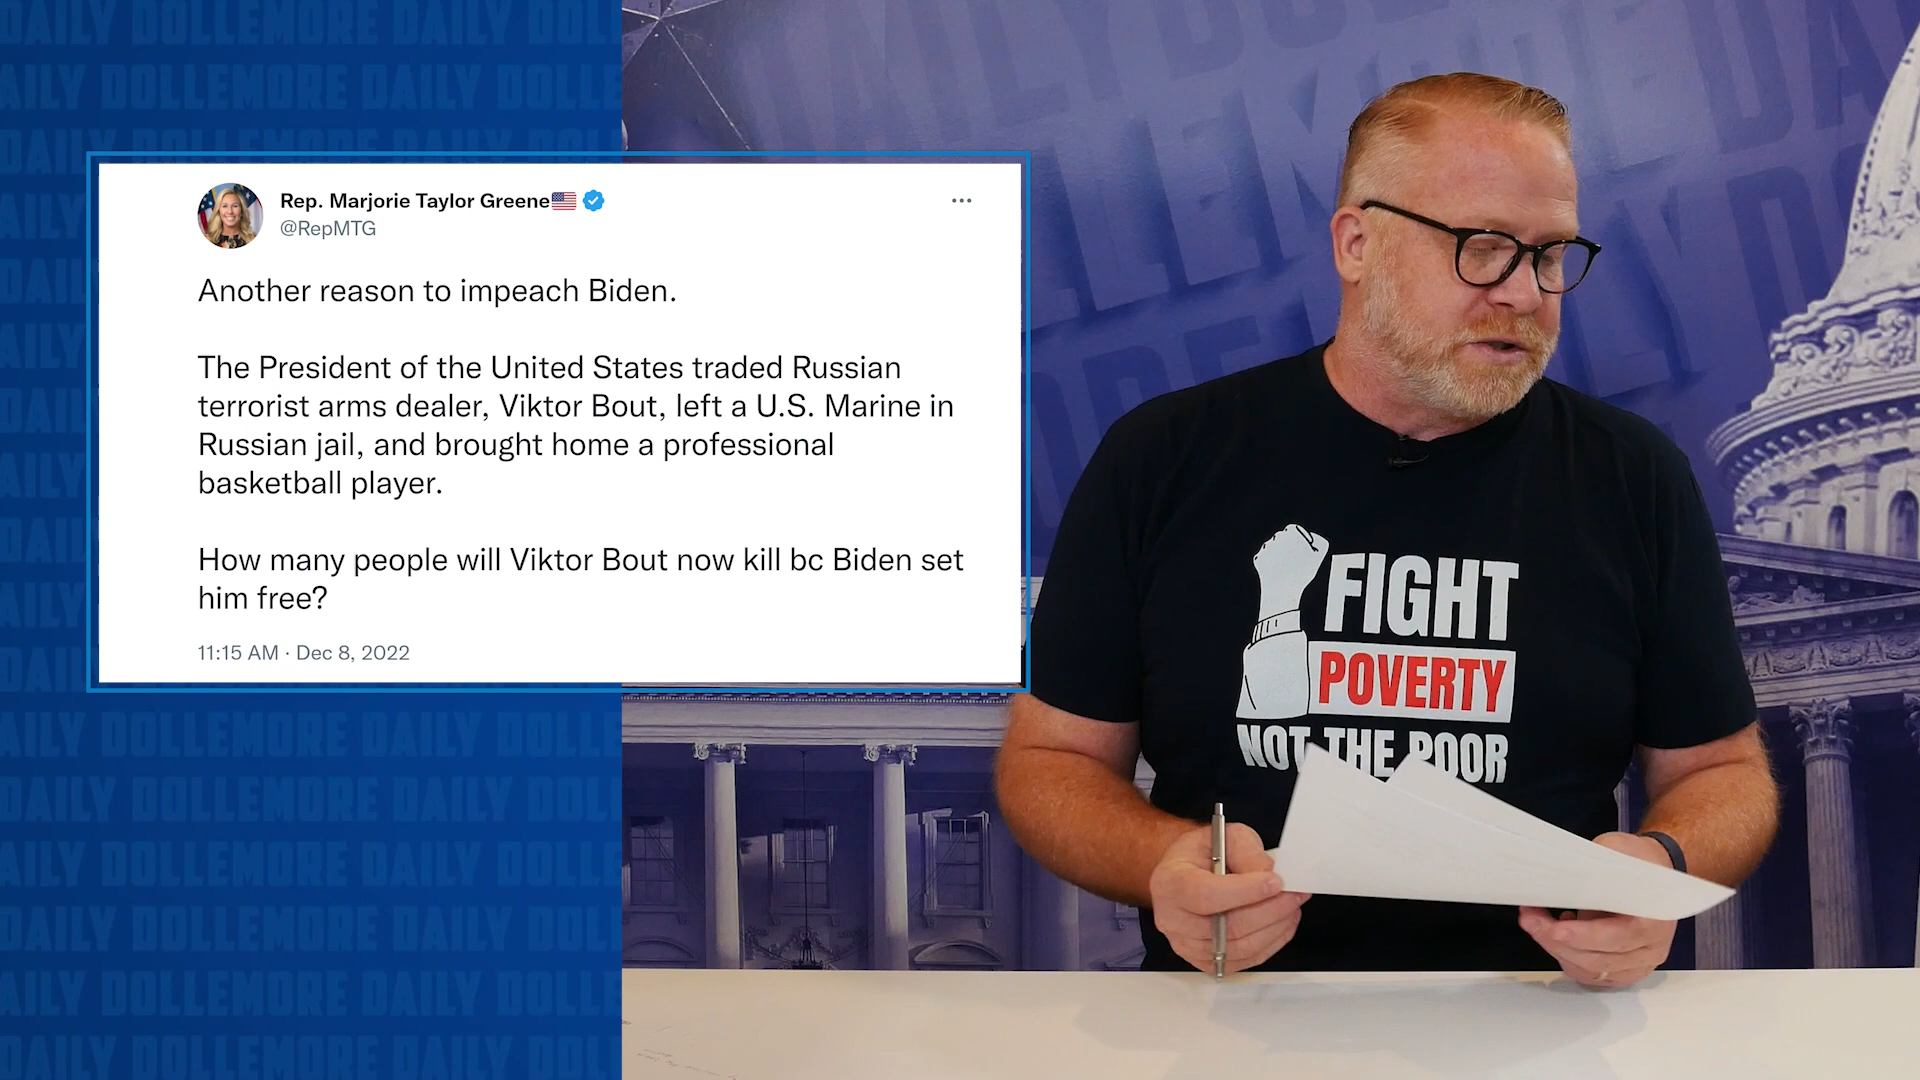 DAILY DOLLEMORE DAILY DOLLEMORE
Rep. Marjorie Taylor Greene🇺🇸
@RepMTG
Another reason to impeach Biden.
The President of the United States traded Russian
terrorist arms dealer, Viktor Bout, left a U.S. Marine in
Russian jail, and brought home a professional
basketball player.
How many people will Viktor Bout now kill bc Biden set
him free?
11:15 AM · Dec 8, 2022
FIGHT
POVERTY
NOT THE POOR